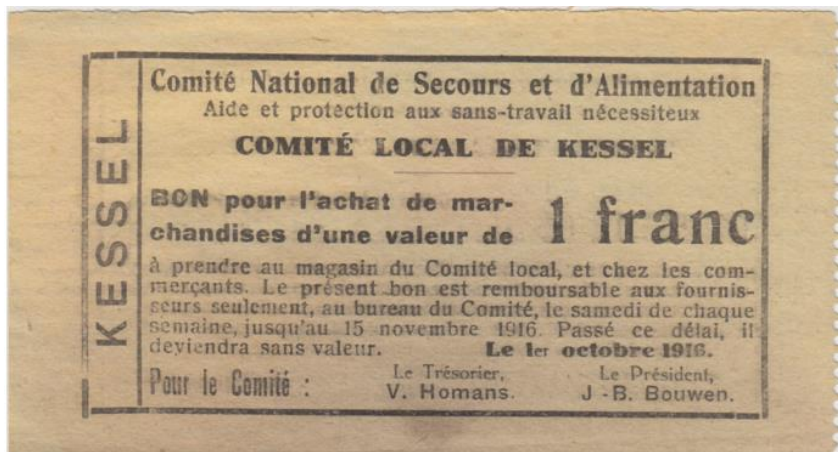 KESSEL
Comité National de Secours et d'Alimentation
Aide et protection aux sans-travail nécessiteux
COMITÉ LOCAL DE KESSEL
BON pour l'achat de mar-
chandises d'une valeur de 1 franc
à prendre au magasin du Comité local, et chez les com-
merçants. Le présent bon est remboursable aux fournis-
seurs seulement, au bureau du Comité, le samedi de chaque
semaine, jusqu'au 15 novembre 1916. Passé ce délai, il
deviendra sans valeur. Le 1er octobre 1916.
Pour le Comité : Le Trésorier, Le Président,
V. Homans. J.-B. Bouwen.